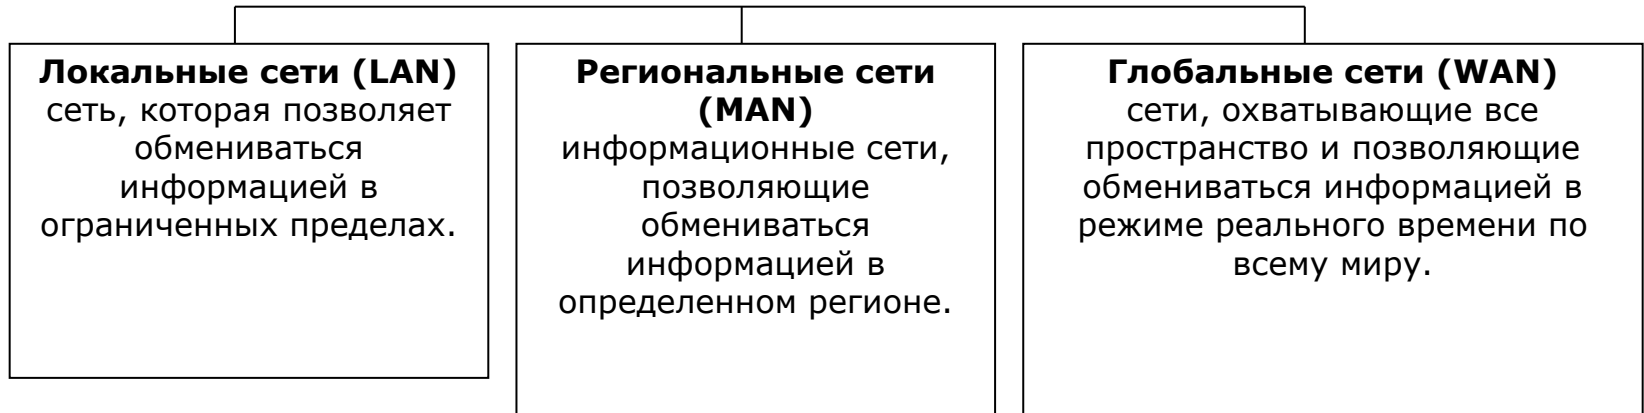 Локальные сети (LAN)
сеть, которая позволяет
обмениваться
информацией в
ограниченных пределах.
Региональные сети
(MAN)
информационные сети,
позволяющие
обмениваться
информацией в
определенном регионе.
Глобальные сети (WAN)
сети, охватывающие все
пространство и позволяющие
обмениваться информацией в
режиме реального времени по
всему миру.